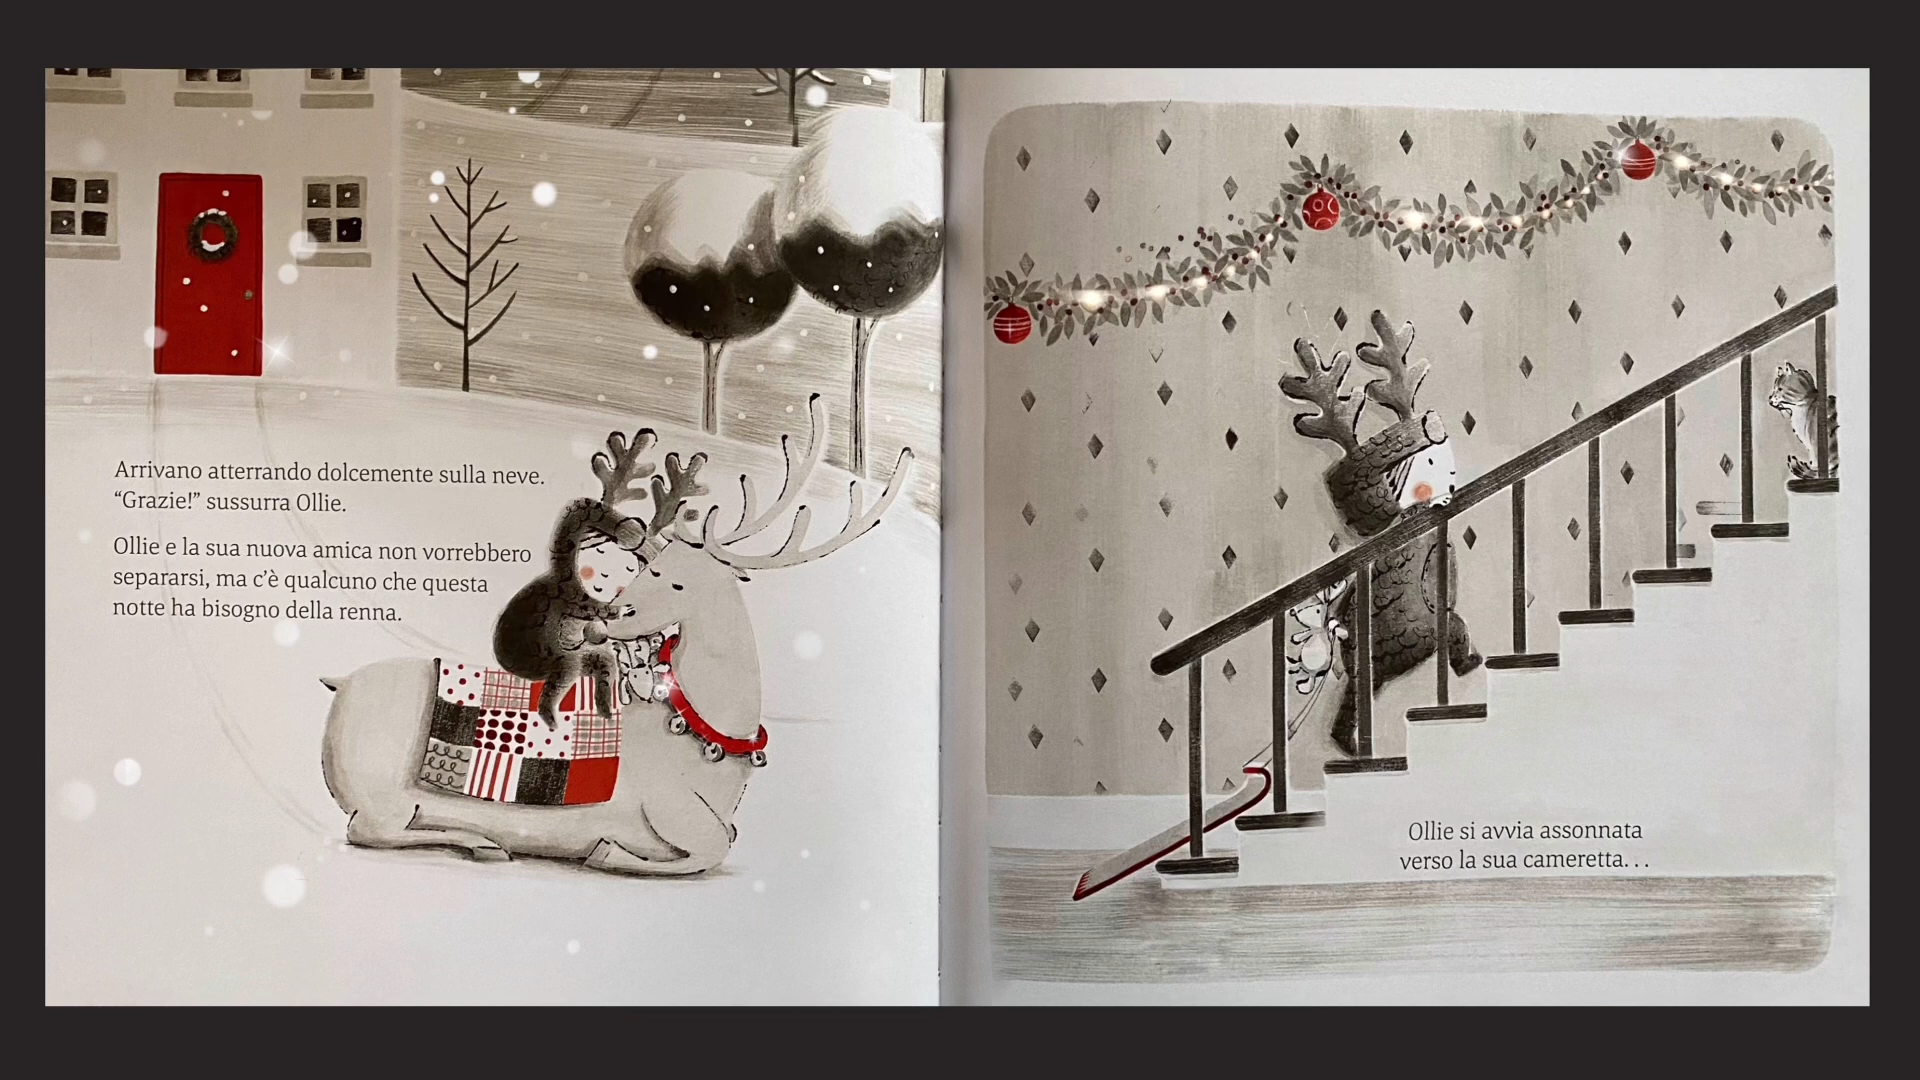 Arrivano atterrando dolcemente sulla neve.
“Grazie!” sussurra Ollie.
Ollie e la sua nuova amica non vorrebbero
separarsi, ma c’è qualcuno che questa
notte ha bisogno della renna.
Ollie si avvia assonnata
verso la sua cameretta. . .